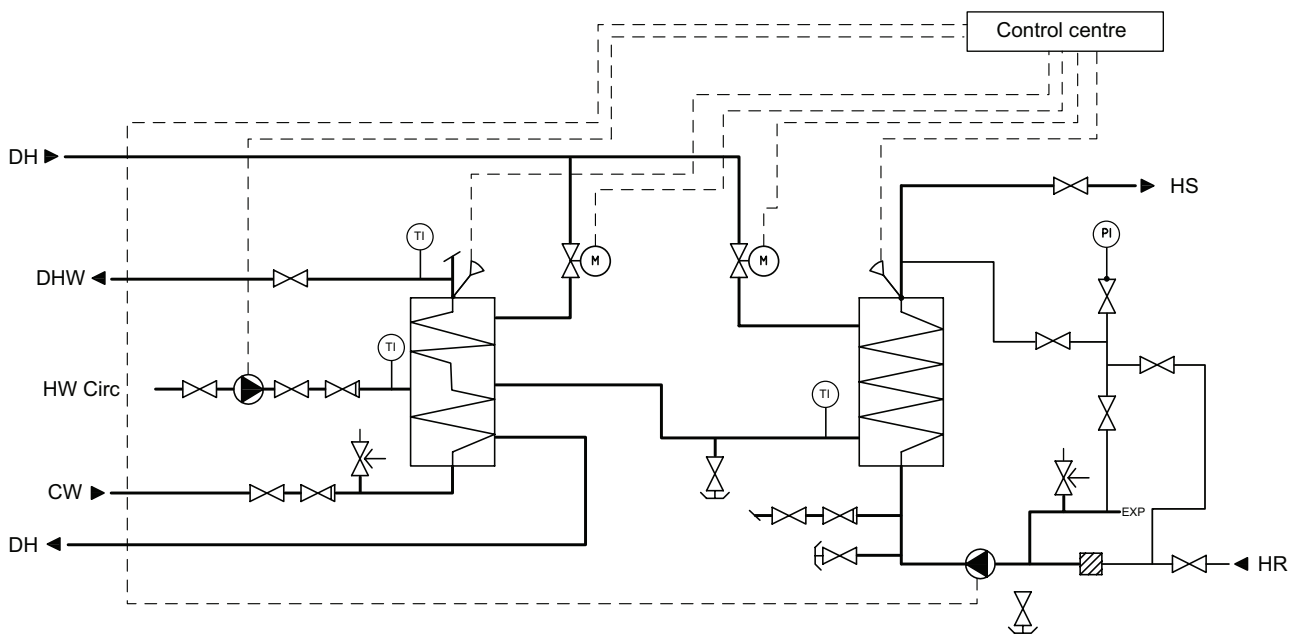 Control centre
DH
HS
TI
PI
DHW
M
M
TI
HW Circ
TI
CW
EXP
DH
HR